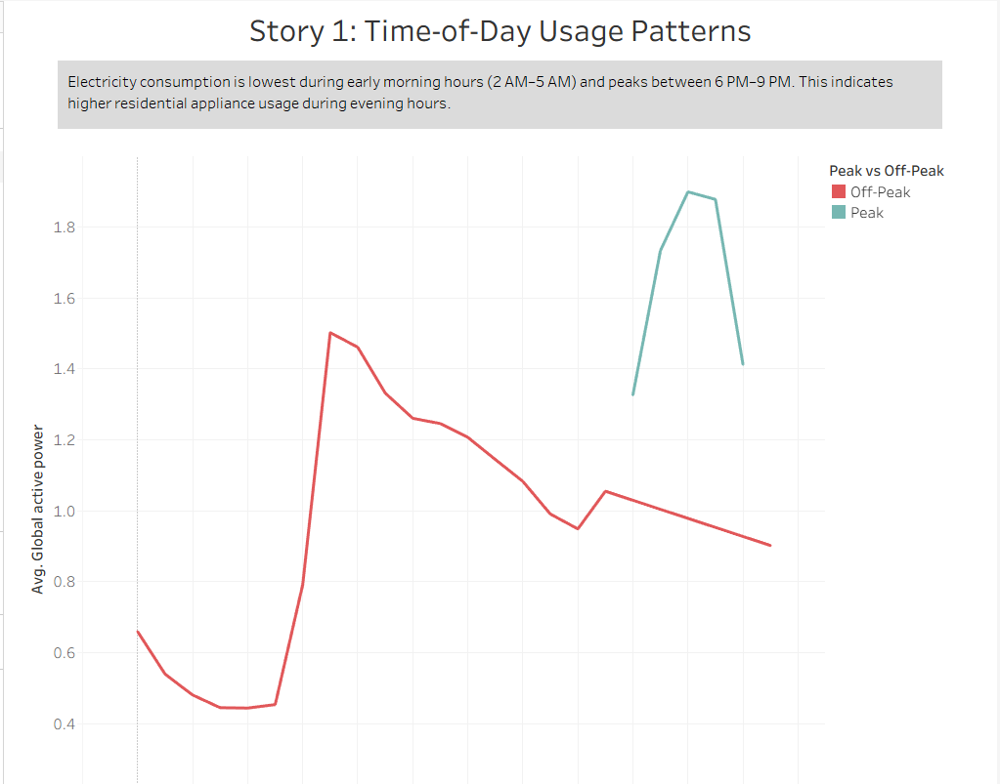 Story 1: Time-of-Day Usage Patterns
Electricity consumption is lowest during early morning hours (2 AM–5 AM) and peaks between 6 PM–9 PM. This indicates
higher residential appliance usage during evening hours.
Peak vs Off-Peak
Off-Peak
Peak
Avg. Global active power
1.8
1.6
1.4
1.2
1.0
0.8
0.6
0.4